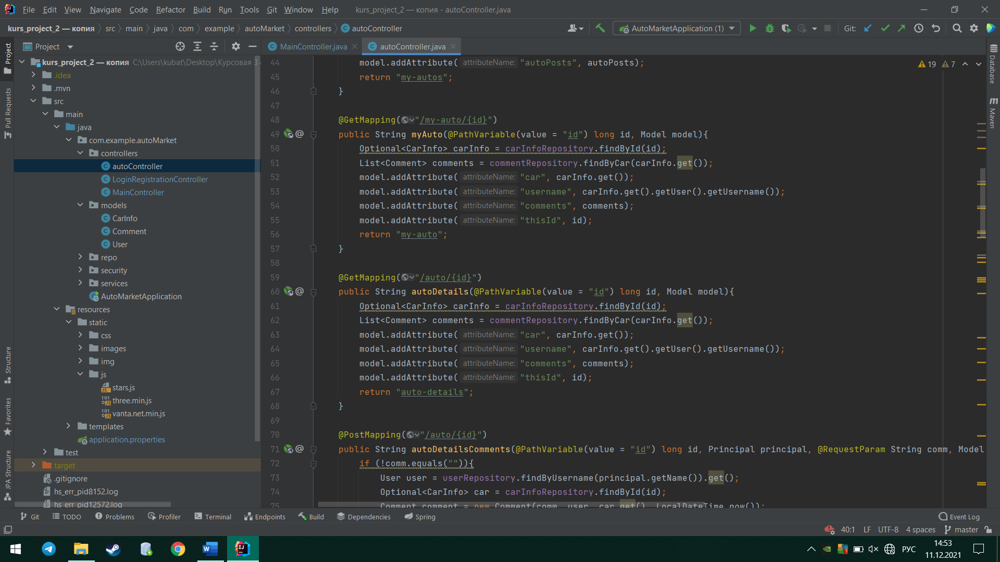 File Edit View Navigate Code Refactor Build Run Tools Git Window Help kurs_project_2 — копия - autoController.java
kurs_project_2 — копия src main java com example autoMarket controllers autoController AutoMarketApplication (1) Git:
Project MainController.java autoController.java
kurs_project_2 — копия C:\Users\kubat\Desktop\Курсовая 3
.idea
.mvn
src
main
java
com.example.autoMarket
controllers
autoController
LoginRegistrationController
MainController
models
CarInfo
Comment
User
repo
security
services
AutoMarketApplication
resources
static
css
images
img
js
stars.js
three.min.js
vanta.net.min.js
templates
application.properties
test
target
.gitignore
hs_err_pid8152.log
hs_err_pid12572.log
Project
Pull Requests
Structure
Favorites
JPA Structure
19 7
44 model.addAttribute( attributeName: "autoPosts", autoPosts);
45 return "my-autos";
46 }
47
48 @GetMapping("/my-auto/{id}")
49 public String myAuto(@PathVariable(value = "id") long id, Model model){
50 Optional<CarInfo> carInfo = carInfoRepository.findById(id);
51 List<Comment> comments = commentRepository.findByCar(carInfo.get());
52 model.addAttribute( attributeName: "car", carInfo.get());
53 model.addAttribute( attributeName: "username", carInfo.get().getUser().getUsername());
54 model.addAttribute( attributeName: "comments", comments);
55 model.addAttribute( attributeName: "thisId", id);
56 return "my-auto";
57 }
58
59 @GetMapping("/auto/{id}")
60 public String autoDetails(@PathVariable(value = "id") long id, Model model){
61 Optional<CarInfo> carInfo = carInfoRepository.findById(id);
62 List<Comment> comments = commentRepository.findByCar(carInfo.get());
63 model.addAttribute( attributeName: "car", carInfo.get());
64 model.addAttribute( attributeName: "username", carInfo.get().getUser().getUsername());
65 model.addAttribute( attributeName: "comments", comments);
66 model.addAttribute( attributeName: "thisId", id);
67 return "auto-details";
68 }
69
70 @PostMapping("/auto/{id}")
71 public String autoDetailsComments(@PathVariable(value = "id") long id, Principal principal, @RequestParam String comm, Model
72 if (!comm.equals("")){
73 User user = userRepository.findByUsername(principal.getName()).get();
74 Optional<CarInfo> car = carInfoRepository.findById(id);
75 Comment comment = new Comment(comm, user, car.get(), LocalDateTime.now());
Database
Maven
Git TODO Problems Profiler Terminal Endpoints Build Dependencies Spring Event Log
40:1 LF UTF-8 4 spaces master
РУС
14:53
11.12.2021